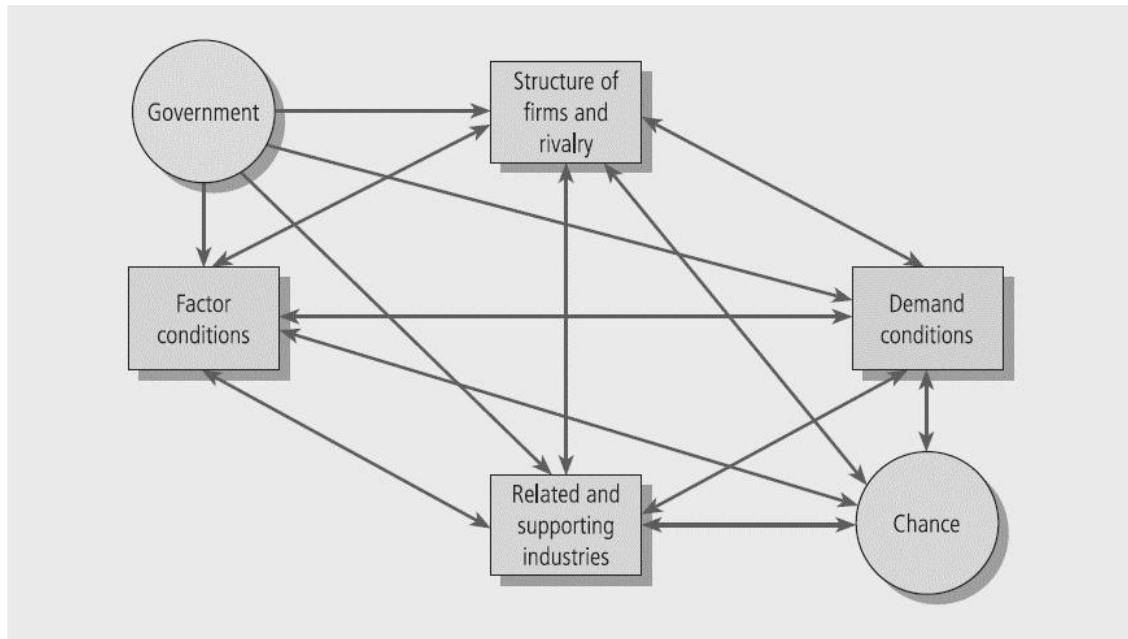 Government
Structure of
firms and
rivalry
Factor
conditions
Demand
conditions
Related and
supporting
industries
Chance